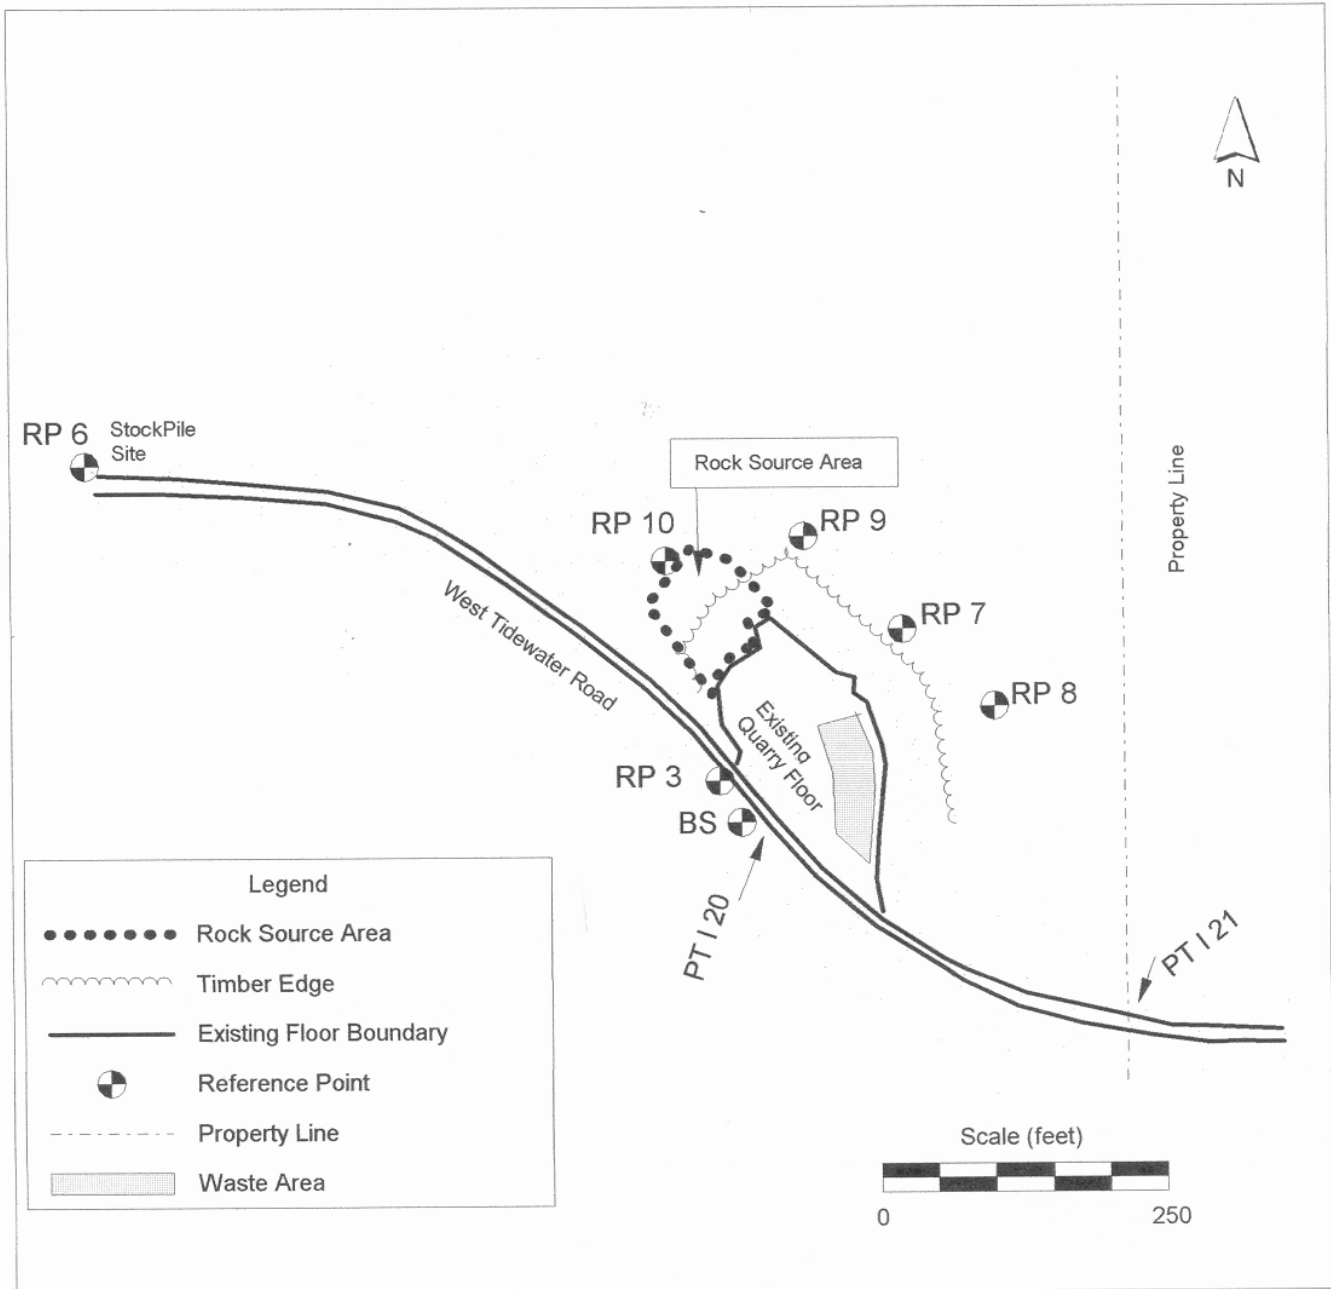 N
RP 6
StockPile
Site
Rock Source Area
RP 10
RP 9
Property Line
West Tidewater Road
RP 7
RP 8
Existing
Quarry Floor
RP 3
BS
PT I 20
PT I 21
Legend
Rock Source Area
Timber Edge
Existing Floor Boundary
Reference Point
Property Line
Waste Area
Scale (feet)
0 250